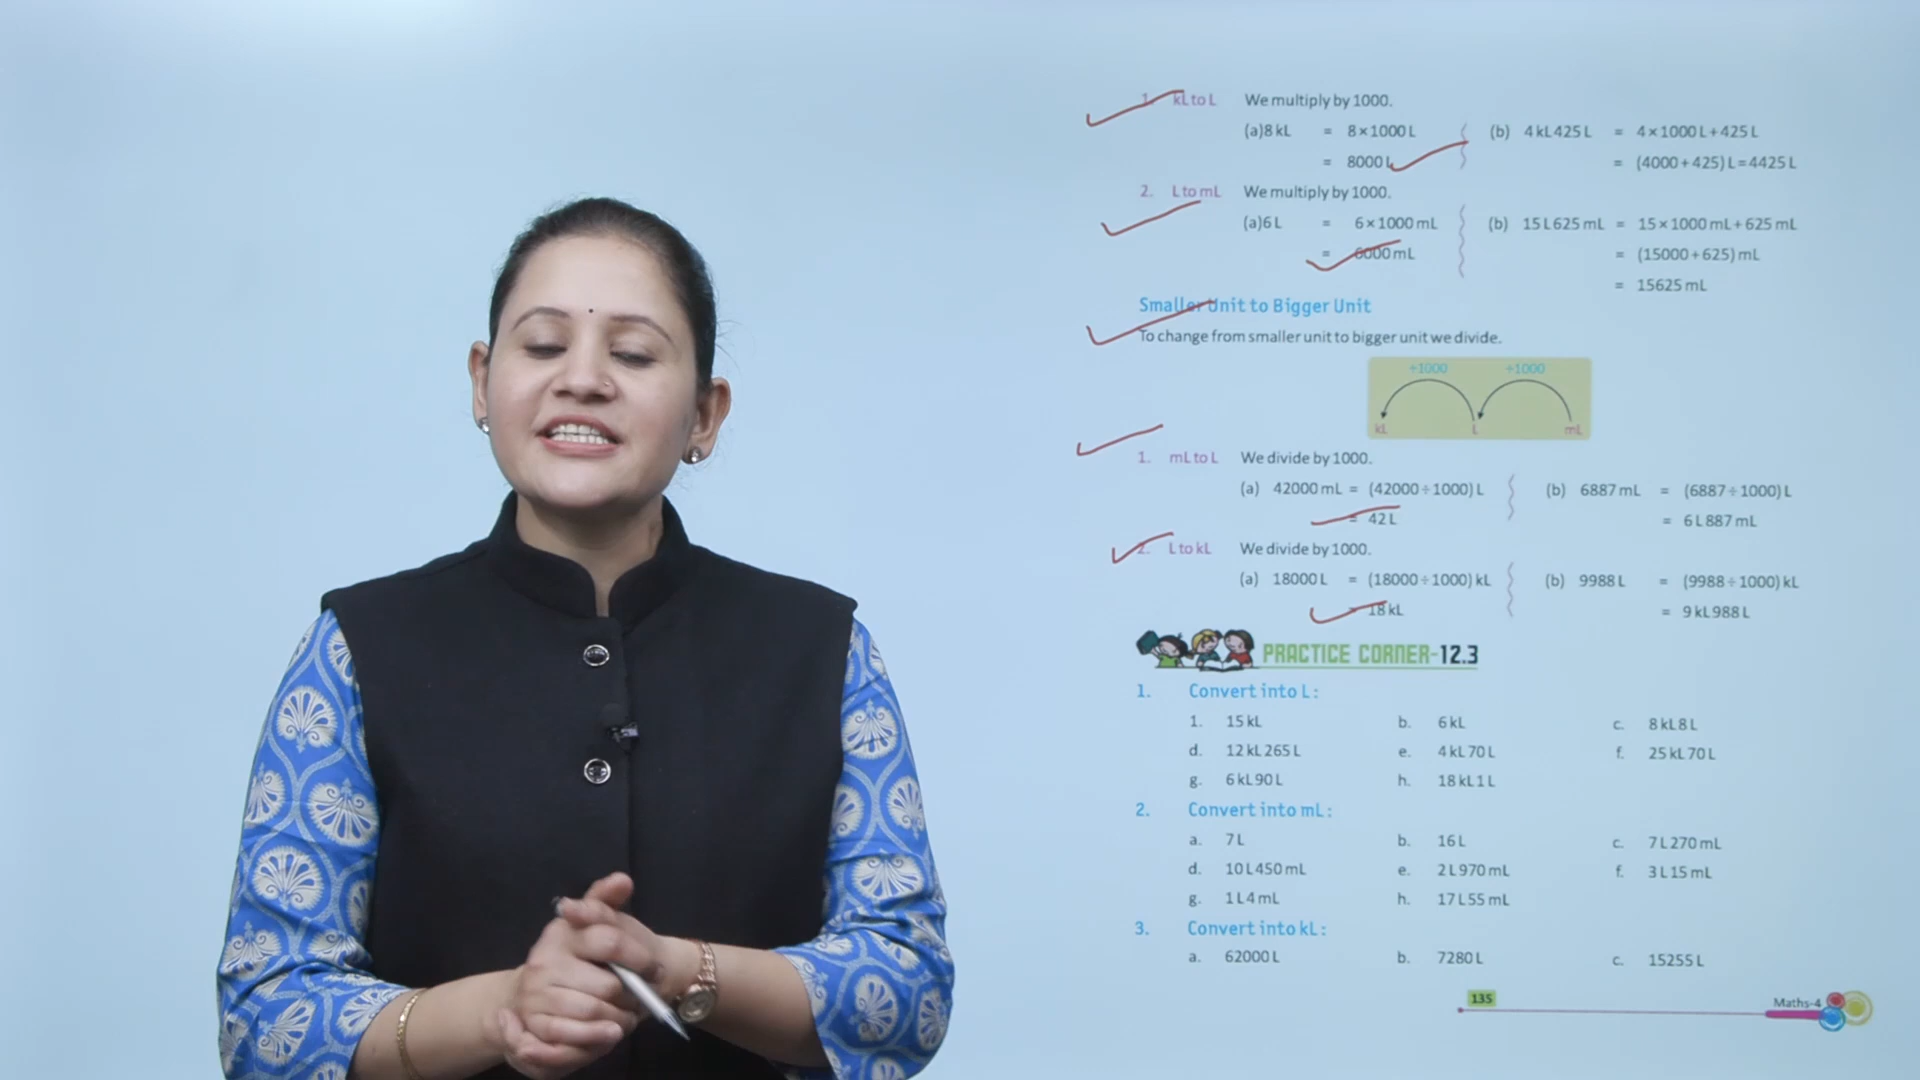 1. kL to L We multiply by 1000.
(a) 8 kL = 8 × 1000 L (b) 4 kL 425 L = 4 × 1000 L + 425 L
= 8000 L = (4000 + 425) L = 4425 L
2. L to mL We multiply by 1000.
(a) 6 L = 6 × 1000 mL (b) 15 L 625 mL = 15 × 1000 mL + 625 mL
= 6000 mL = (15000 + 625) mL
= 15625 mL
Smaller Unit to Bigger Unit
To change from smaller unit to bigger unit we divide.
÷1000 ÷1000
kL L mL
1. mL to L We divide by 1000.
(a) 42000 mL = (42000 ÷ 1000) L (b) 6887 mL = (6887 ÷ 1000) L
= 42 L = 6 L 887 mL
2. L to kL We divide by 1000.
(a) 18000 L = (18000 ÷ 1000) kL (b) 9988 L = (9988 ÷ 1000) kL
= 18 kL = 9 kL 988 L
PRACTICE CORNER-12.3
1. Convert into L :
1. 15 kL b. 6 kL c. 8 kL 8 L
d. 12 kL 265 L e. 4 kL 70 L f. 25 kL 70 L
g. 6 kL 90 L h. 18 kL 1 L
2. Convert into mL :
a. 7 L b. 16 L c. 7 L 270 mL
d. 10 L 450 mL e. 2 L 970 mL f. 3 L 15 mL
g. 1 L 4 mL h. 17 L 55 mL
3. Convert into kL :
a. 62000 L b. 7280 L c. 15255 L
135 Maths-4